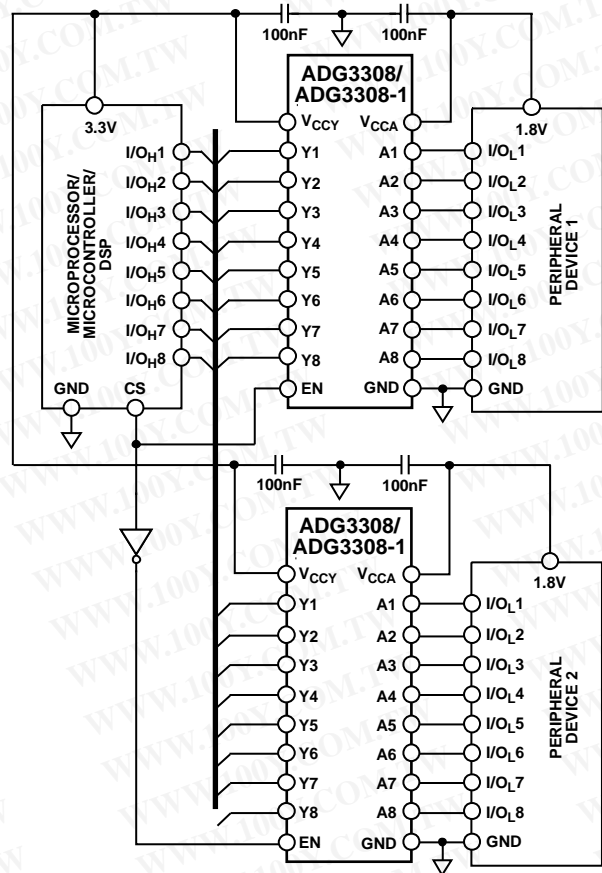 100nF
100nF
ADG3308/
ADG3308-1
3.3V
VCCY
VCCA
1.8V
MICROPROCESSOR/
MICROCONTROLLER/
DSP
I/OH1
I/OH2
I/OH3
I/OH4
I/OH5
I/OH6
I/OH7
I/OH8
GND
CS
Y1
Y2
Y3
Y4
Y5
Y6
Y7
Y8
EN
A1
A2
A3
A4
A5
A6
A7
A8
GND
I/OL1
I/OL2
I/OL3
I/OL4
I/OL5
I/OL6
I/OL7
I/OL8
GND
PERIPHERAL
DEVICE 1
100nF
100nF
ADG3308/
ADG3308-1
VCCY
VCCA
1.8V
Y1
Y2
Y3
Y4
Y5
Y6
Y7
Y8
EN
A1
A2
A3
A4
A5
A6
A7
A8
GND
I/OL1
I/OL2
I/OL3
I/OL4
I/OL5
I/OL6
I/OL7
I/OL8
GND
PERIPHERAL
DEVICE 2
WWW.100Y.COM.TW